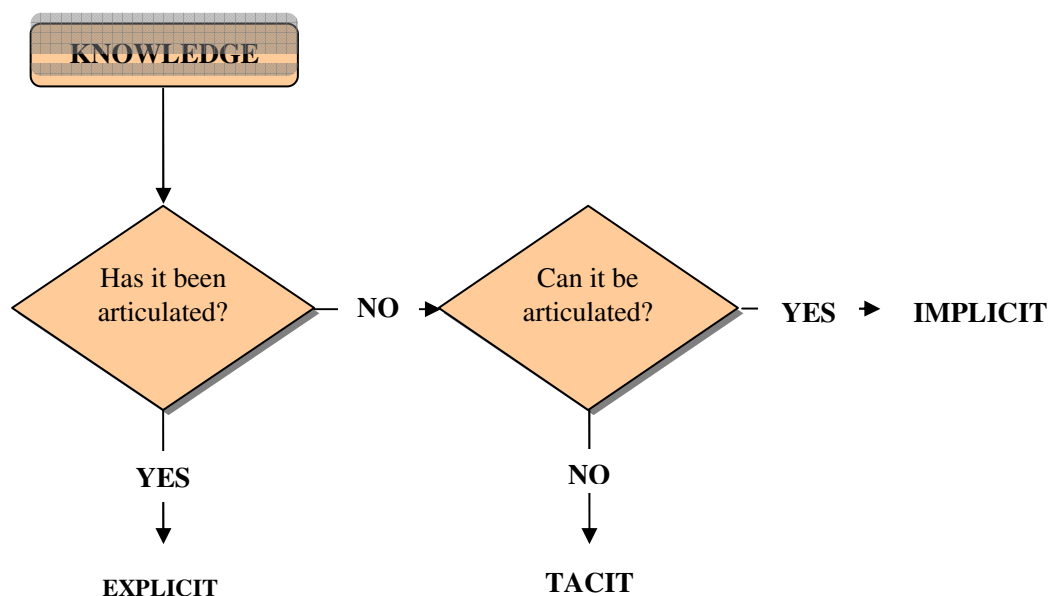 KNOWLEDGE
Has it been
articulated?
NO
Can it be
articulated?
YES
IMPLICIT
YES
NO
EXPLICIT
TACIT